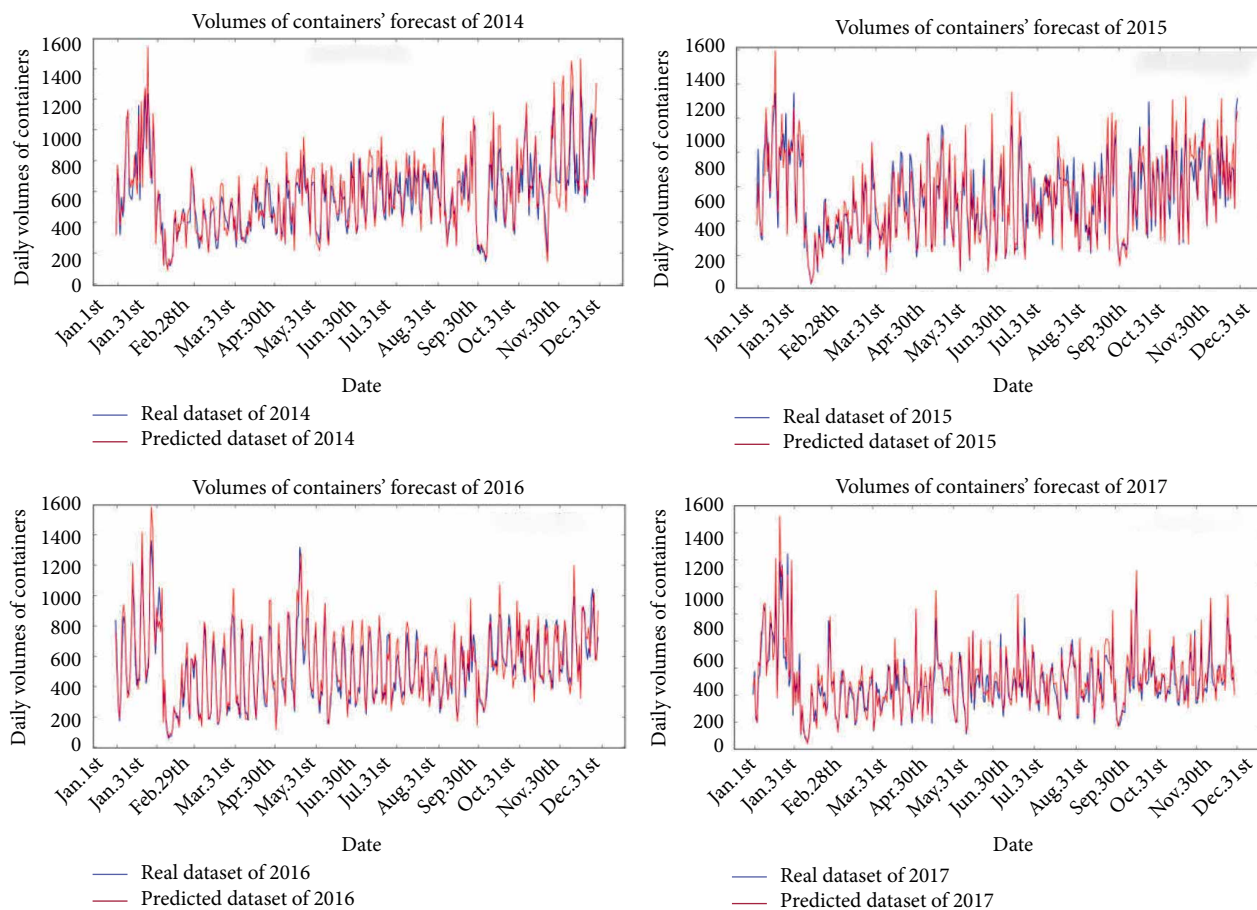 Volumes of containers' forecast of 2014
Daily volumes of containers
1600
1400
1200
1000
800
600
400
200
0
Jan.1st
Jan.31st
Feb.28th
Mar.31st
Apr.30th
May.31st
Jun.30th
Jul.31st
Aug.31st
Sep.30th
Oct.31st
Nov.30th
Dec.31st
Date
Real dataset of 2014
Predicted dataset of 2014
Volumes of containers' forecast of 2015
Daily volumes of containers
1600
1400
1200
1000
800
600
400
200
0
Jan.1st
Jan.31st
Feb.28th
Mar.31st
Apr.30th
May.31st
Jun.30th
Jul.31st
Aug.31st
Sep.30th
Oct.31st
Nov.30th
Dec.31st
Date
Real dataset of 2015
Predicted dataset of 2015
Volumes of containers' forecast of 2016
Daily volumes of containers
1600
1400
1200
1000
800
600
400
200
0
Jan.1st
Jan.31st
Feb.29th
Mar.31st
Apr.30th
May.31st
Jun.30th
Jul.31st
Aug.31st
Sep.30th
Oct.31st
Nov.30th
Dec.31st
Date
Real dataset of 2016
Predicted dataset of 2016
Volumes of containers' forecast of 2017
Daily volumes of containers
1600
1400
1200
1000
800
600
400
200
0
Jan.1st
Jan.31st
Feb.28th
Mar.31st
Apr.30th
May.31st
Jun.30th
Jul.31st
Aug.31st
Sep.30th
Oct.31st
Nov.30th
Dec.31st
Date
Real dataset of 2017
Predicted dataset of 2017